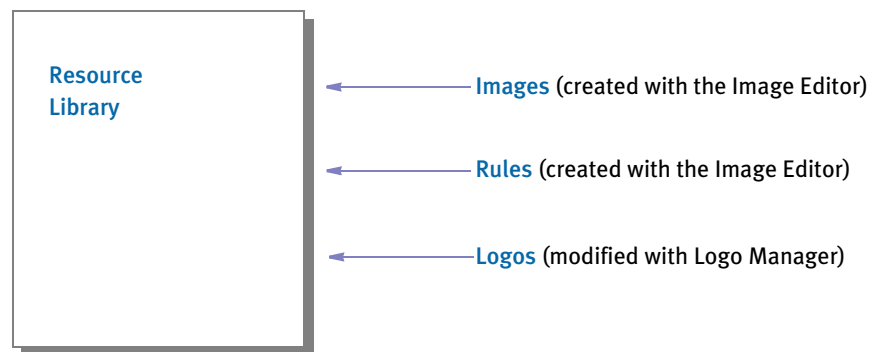 Resource
Library
Images (created with the Image Editor)
Rules (created with the Image Editor)
Logos (modified with Logo Manager)